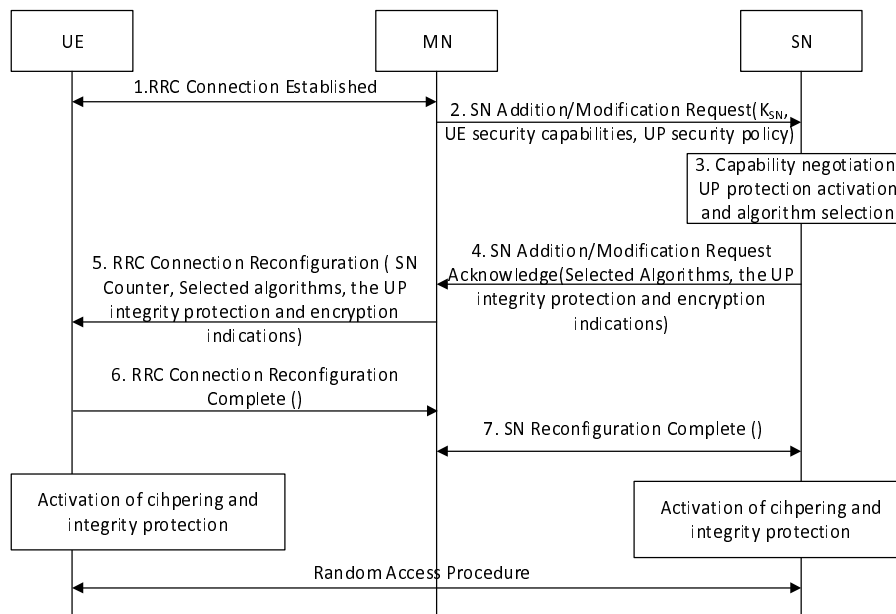 UE
MN
SN
1.RRC Connection Established
2. SN Addition/Modification Request(KSN,
UE security capabilities, UP security policy)
3. Capability negotiation
UP protection activation
and algorithm selection
4. SN Addition/Modification Request
Acknowledge(Selected Algorithms, the UP
integrity protection and encryption
indications)
5. RRC Connection Reconfiguration ( SN
Counter, Selected algorithms, the UP
integrity protection and encryption
indications)
6. RRC Connection Reconfiguration
Complete ()
7. SN Reconfiguration Complete ()
Activation of cihpering and
integrity protection
Activation of cihpering and
integrity protection
Random Access Procedure